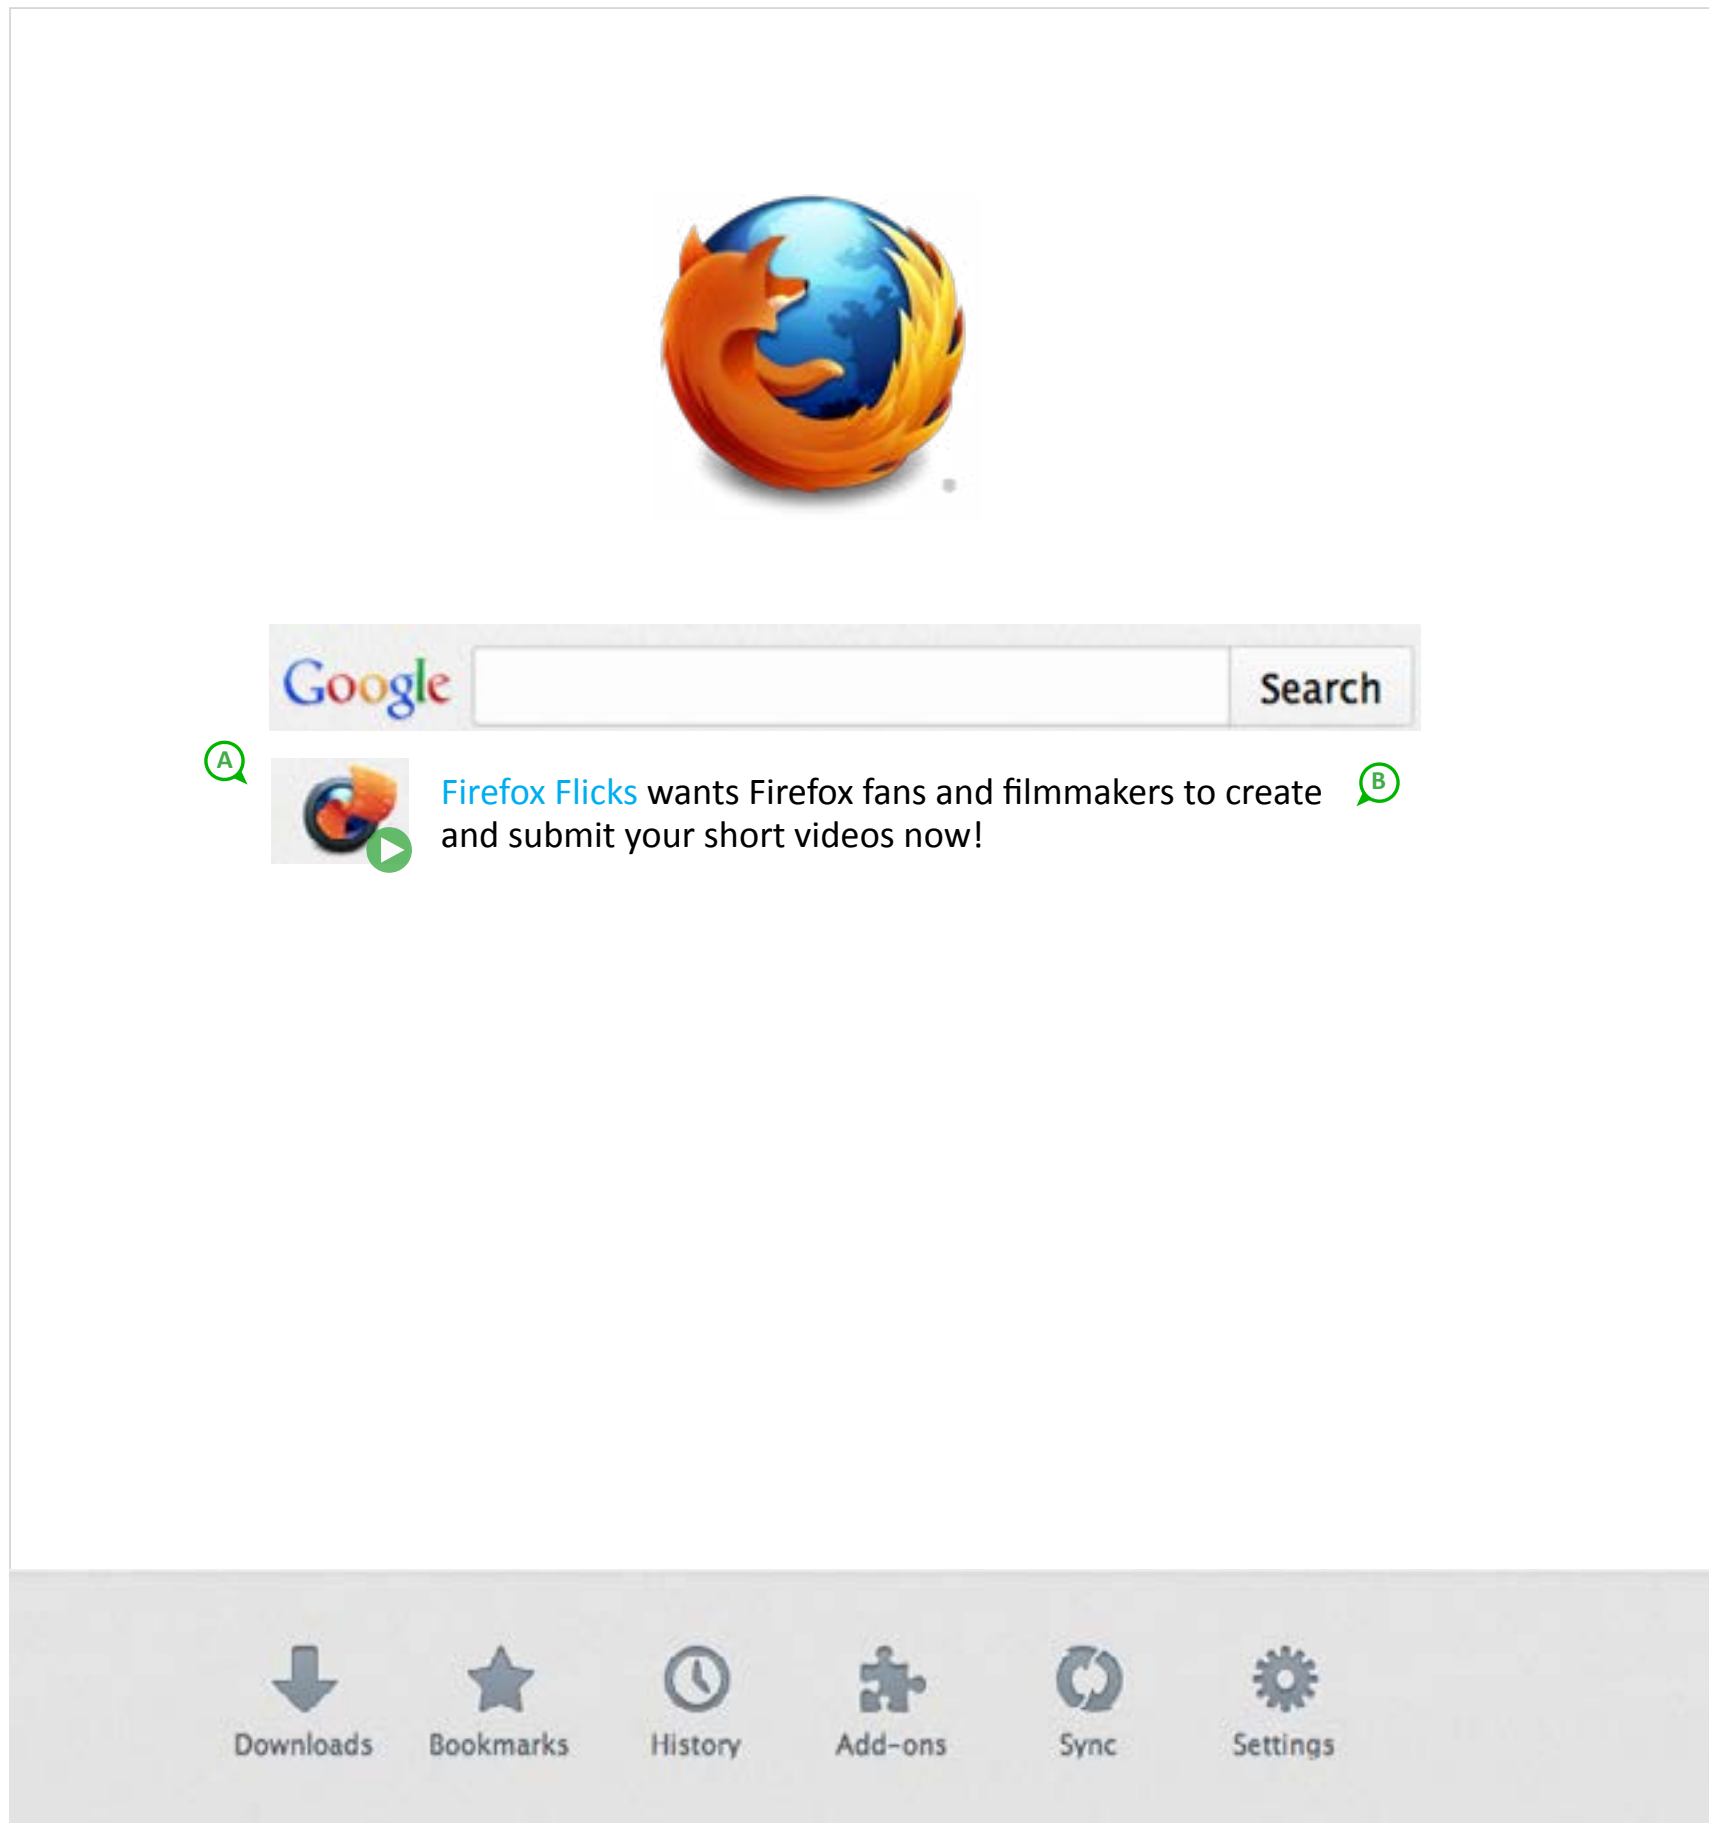 Google Search
A
Firefox Flicks wants Firefox fans and filmmakers to create
B
and submit your short videos now!
Downloads Bookmarks History Add-ons Sync Settings